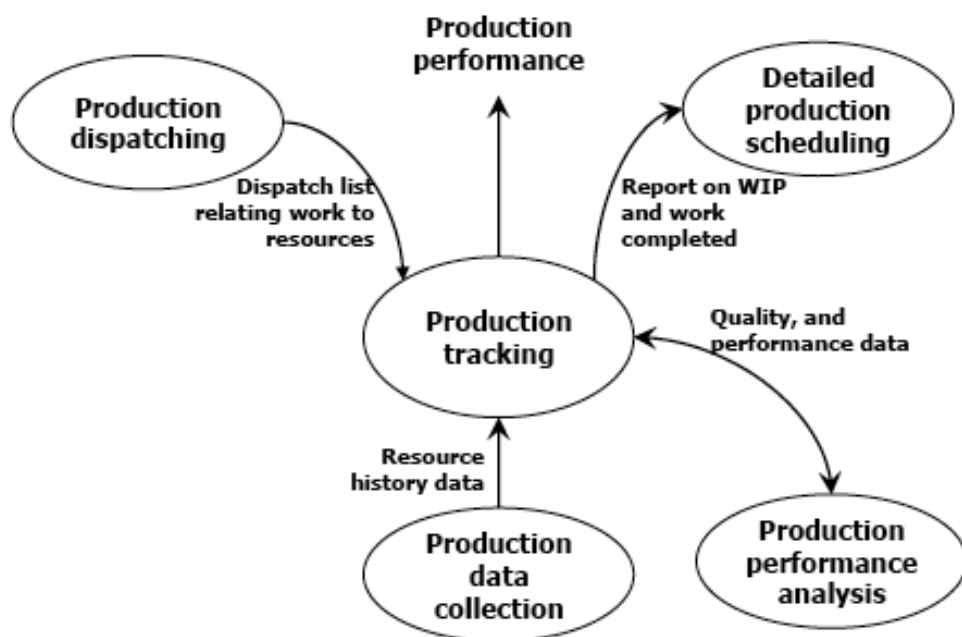 Production
performance
Production
dispatching
Detailed
production
scheduling
Dispatch list
relating work to
resources
Report on WIP
and work
completed
Production
tracking
Quality, and
performance data
Resource
history data
Production
data
collection
Production
performance
analysis